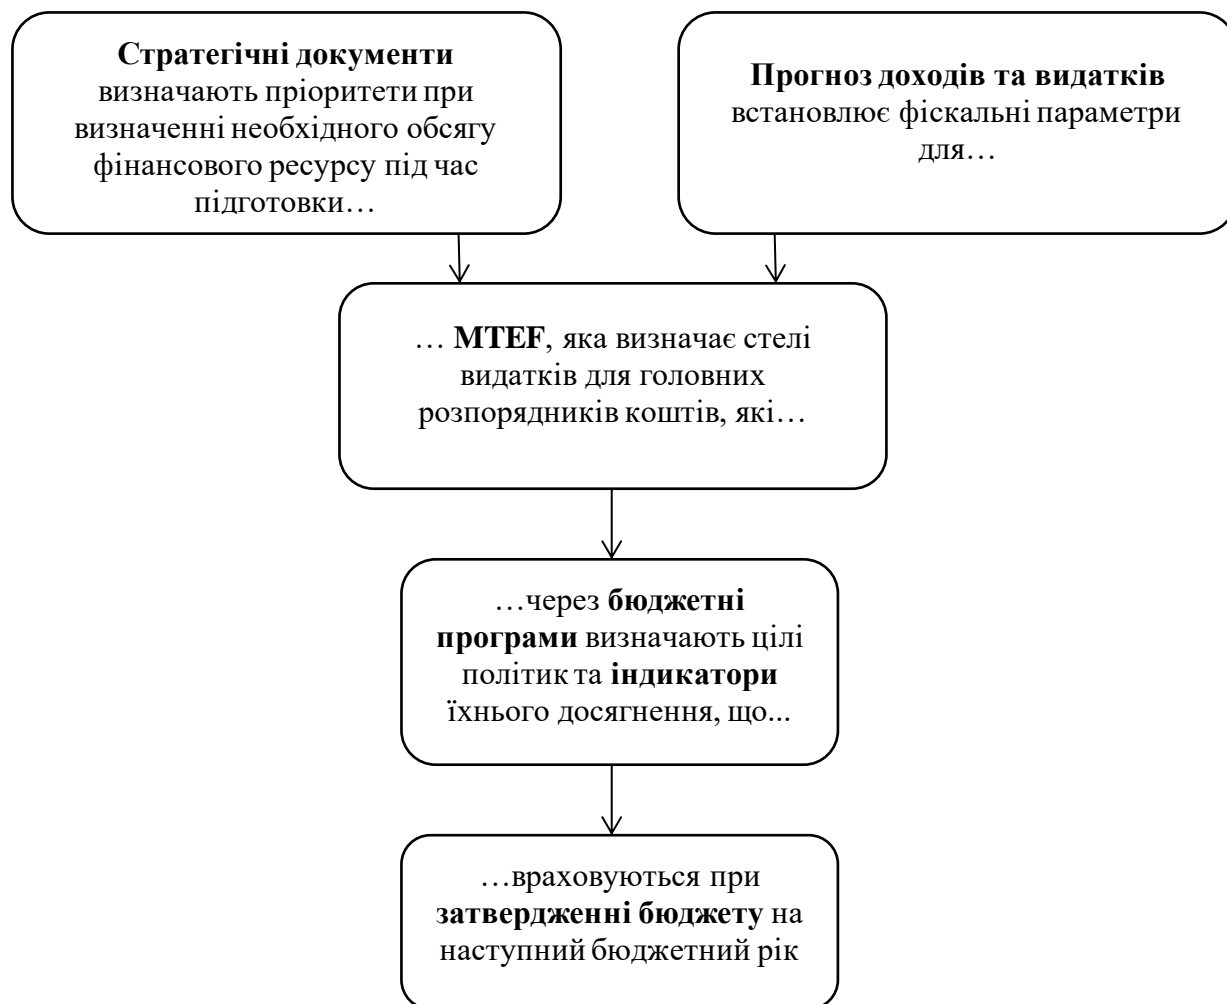 Стратегічні документи
визначають пріоритети при
визначенні необхідного обсягу
фінансового ресурсу під час
підготовки…
Прогноз доходів та видатків
встановлює фіскальні параметри
для…
… MTEF, яка визначає стелі
видатків для головних
розпорядників коштів, які…
…через бюджетні
програми визначають цілі
політик та індикатори
їхнього досягнення, що...
…враховуються при
затвердженні бюджету на
наступний бюджетний рік